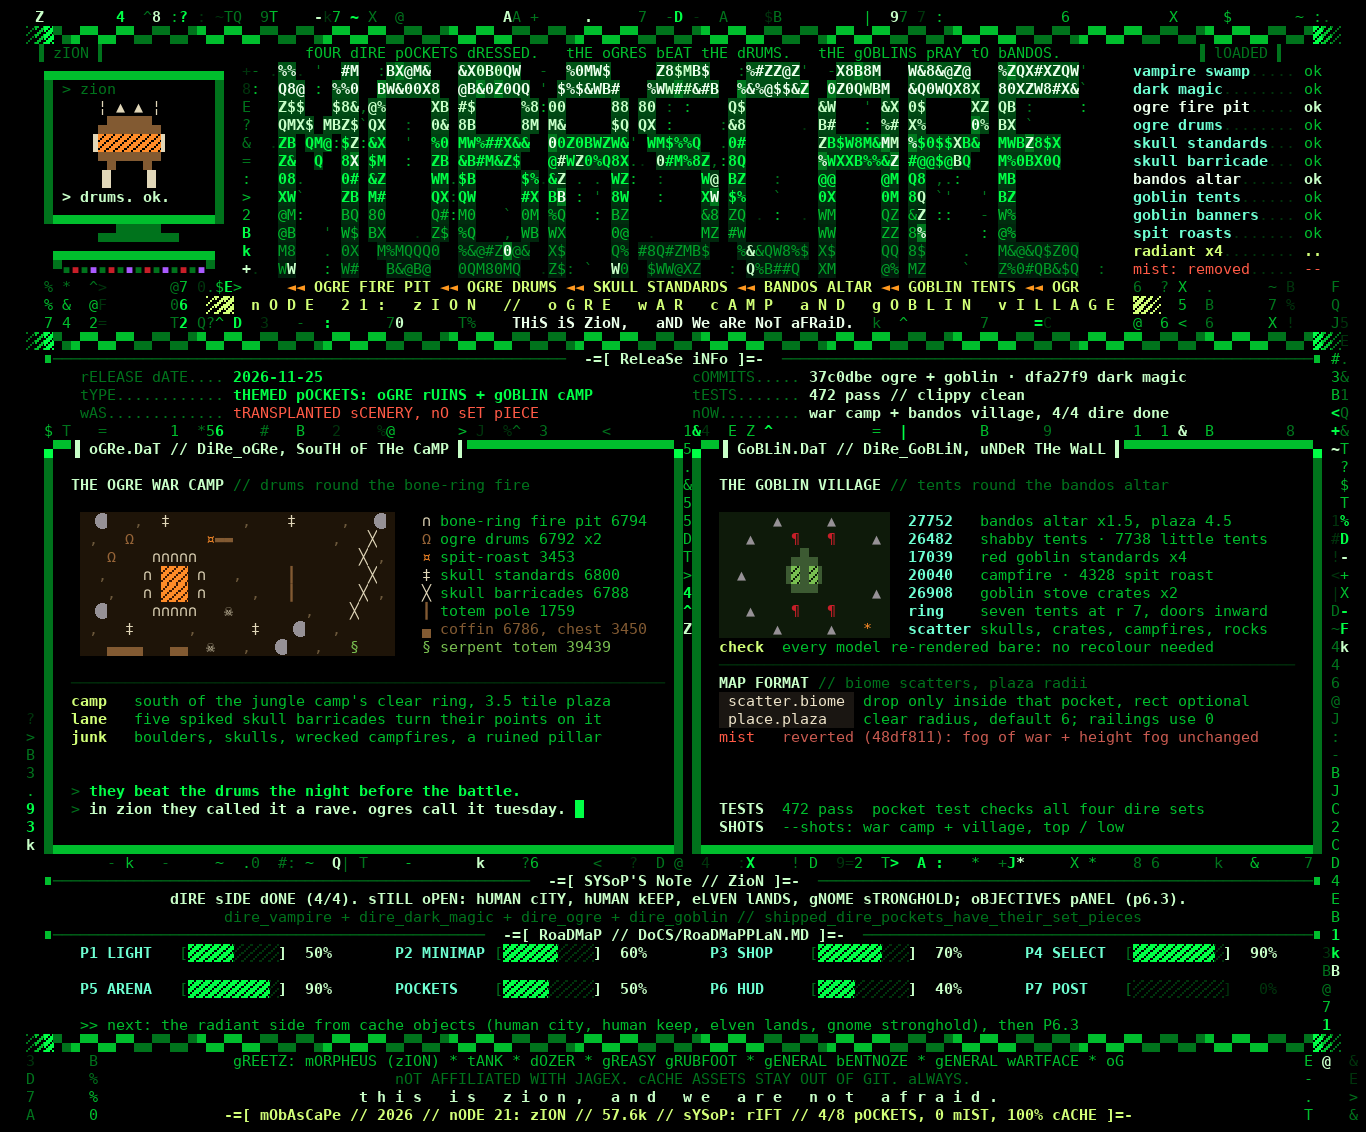 zION
fOUR dIRE pOCKETS dRESSED. tHE oGRES bEAT tHE dRUMS. tHE gOBLINS pRAY tO bANDOS.
lOADED
> zion
> drums. ok.
vampire swamp..... ok
dark magic........ ok
ogre fire pit..... ok
ogre drums........ ok
skull standards... ok
skull barricade... ok
bandos altar...... ok
goblin tents...... ok
goblin banners.... ok
spit roasts....... ok
radiant x4 ..
mist: removed..... --
◄◄ OGRE FIRE PIT ◄◄ OGRE DRUMS ◄◄ SKULL STANDARDS ◄◄ BANDOS ALTAR ◄◄ GOBLIN TENTS ◄◄ OGR
n O D E  2 1 :  z I O N  //  o G R E  w A R  c A M P  a N D  g O B L I N  v I L L A G E
THiS iS ZioN, aND We aRe NoT aFRaiD.
-=[ ReLeaSe iNFo ]=-
rELEASE dATE.... 2026-11-25
cOMMITS..... 37c0dbe ogre + goblin · dfa27f9 dark magic
tYPE............ tHEMED pOCKETS: oGRE rUINS + gOBLIN cAMP
tESTS....... 472 pass // clippy clean
wAS............. tRANSPLANTED sCENERY, nO sET pIECE
nOW......... war camp + bandos village, 4/4 dire done
oGRe.DaT // DiRe_oGRe, SouTH oF THe CaMP
THE OGRE WAR CAMP // drums round the bone-ring fire
∩ bone-ring fire pit 6794
Ω ogre drums 6792 x2
¤ spit-roast 3453
‡ skull standards 6800
╳ skull barricades 6788
| totem pole 1759
▄ coffin 6786, chest 3450
§ serpent totem 39439
camp south of the jungle camp's clear ring, 3.5 tile plaza
lane five spiked skull barricades turn their points on it
junk boulders, skulls, wrecked campfires, a ruined pillar
> they beat the drums the night before the battle.
> in zion they called it a rave. ogres call it tuesday.
GoBLiN.DaT // DiRe_GoBLiN, uNDeR THe WaLL
THE GOBLIN VILLAGE // tents round the bandos altar
27752 bandos altar x1.5, plaza 4.5
26482 shabby tents · 7738 little tents
17039 red goblin standards x4
20040 campfire · 4328 spit roast
26908 goblin stove crates x2
ring seven tents at r 7, doors inward
scatter skulls, crates, campfires, rocks
check every model re-rendered bare: no recolour needed
MAP FORMAT // biome scatters, plaza radii
scatter.biome drop only inside that pocket, rect optional
place.plaza clear radius, default 6; railings use 0
mist reverted (48df811): fog of war + height fog unchanged
TESTS 472 pass pocket test checks all four dire sets
SHOTS --shots: war camp + village, top / low
-=[ SYSoP'S NoTe // ZioN ]=-
dIRE sIDE dONE (4/4). sTILL oPEN: hUMAN cITY, hUMAN kEEP, eLVEN lANDS, gNOME sTRONGHOLD; oBJECTIVES pANEL (p6.3).
dire_vampire + dire_dark_magic + dire_ogre + dire_goblin // shipped_dire_pockets_have_their_set_pieces
-=[ RoaDMaP // DoCS/RoaDMaPPLaN.MD ]=-
P1 LIGHT [ ] 50% P2 MINIMAP [ ] 60% P3 SHOP [ ] 70% P4 SELECT [ ] 90%
P5 ARENA [ ] 90% POCKETS [ ] 50% P6 HUD [ ] 40% P7 POST [ ] 0%
>> next: the radiant side from cache objects (human city, human keep, elven lands, gnome stronghold), then P6.3
gREETZ: mORPHEUS (zION) * tANK * dOZER * gREASY gRUBFOOT * gENERAL bENTNOZE * gENERAL wARTFACE * oG
nOT AFFILIATED WITH JAGEX. cACHE ASSETS STAY OUT OF GIT. aLWAYS.
t h i s  i s  z i o n ,  a n d  w e  a r e  n o t  a f r a i d .
-=[ mObAsCaPe // 2026 // nODE 21: zION // 57.6k // sYSoP: rIFT // 4/8 pOCKETS, 0 mIST, 100% cACHE ]=-